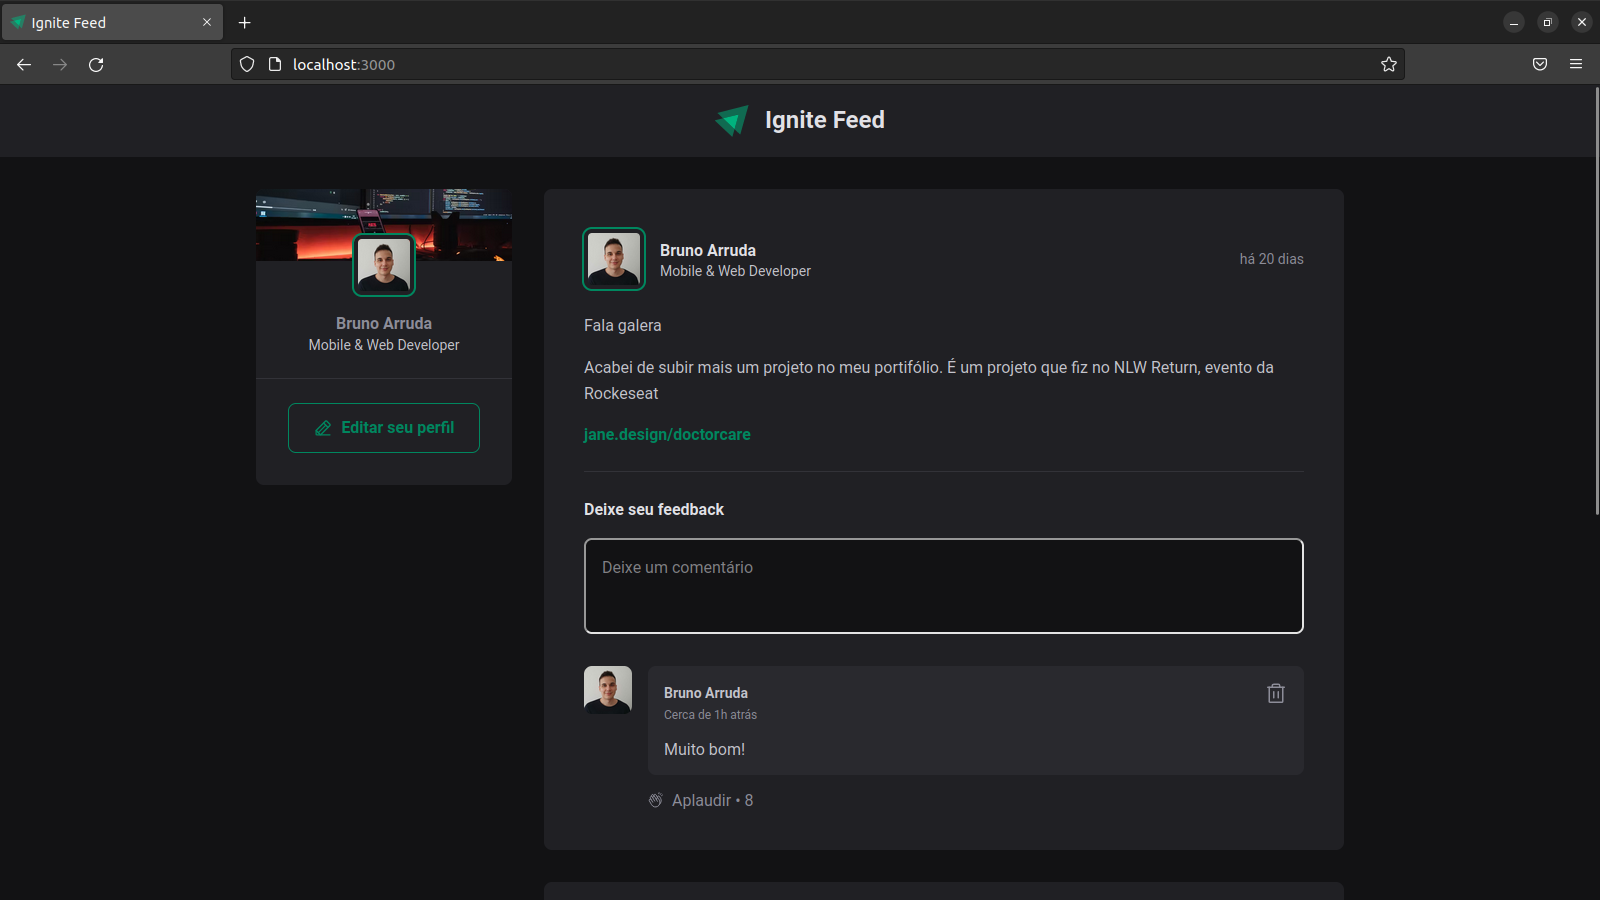 Ignite Feed
localhost:3000
Ignite Feed
Bruno Arruda
Mobile & Web Developer
Editar seu perfil
Bruno Arruda
Mobile & Web Developer
há 20 dias
Fala galera
Acabei de subir mais um projeto no meu portifólio. É um projeto que fiz no NLW Return, evento da
Rockeseat
jane.design/doctorcare
Deixe seu feedback
Deixe um comentário
Bruno Arruda
Cerca de 1h atrás
Muito bom!
Aplaudir • 8